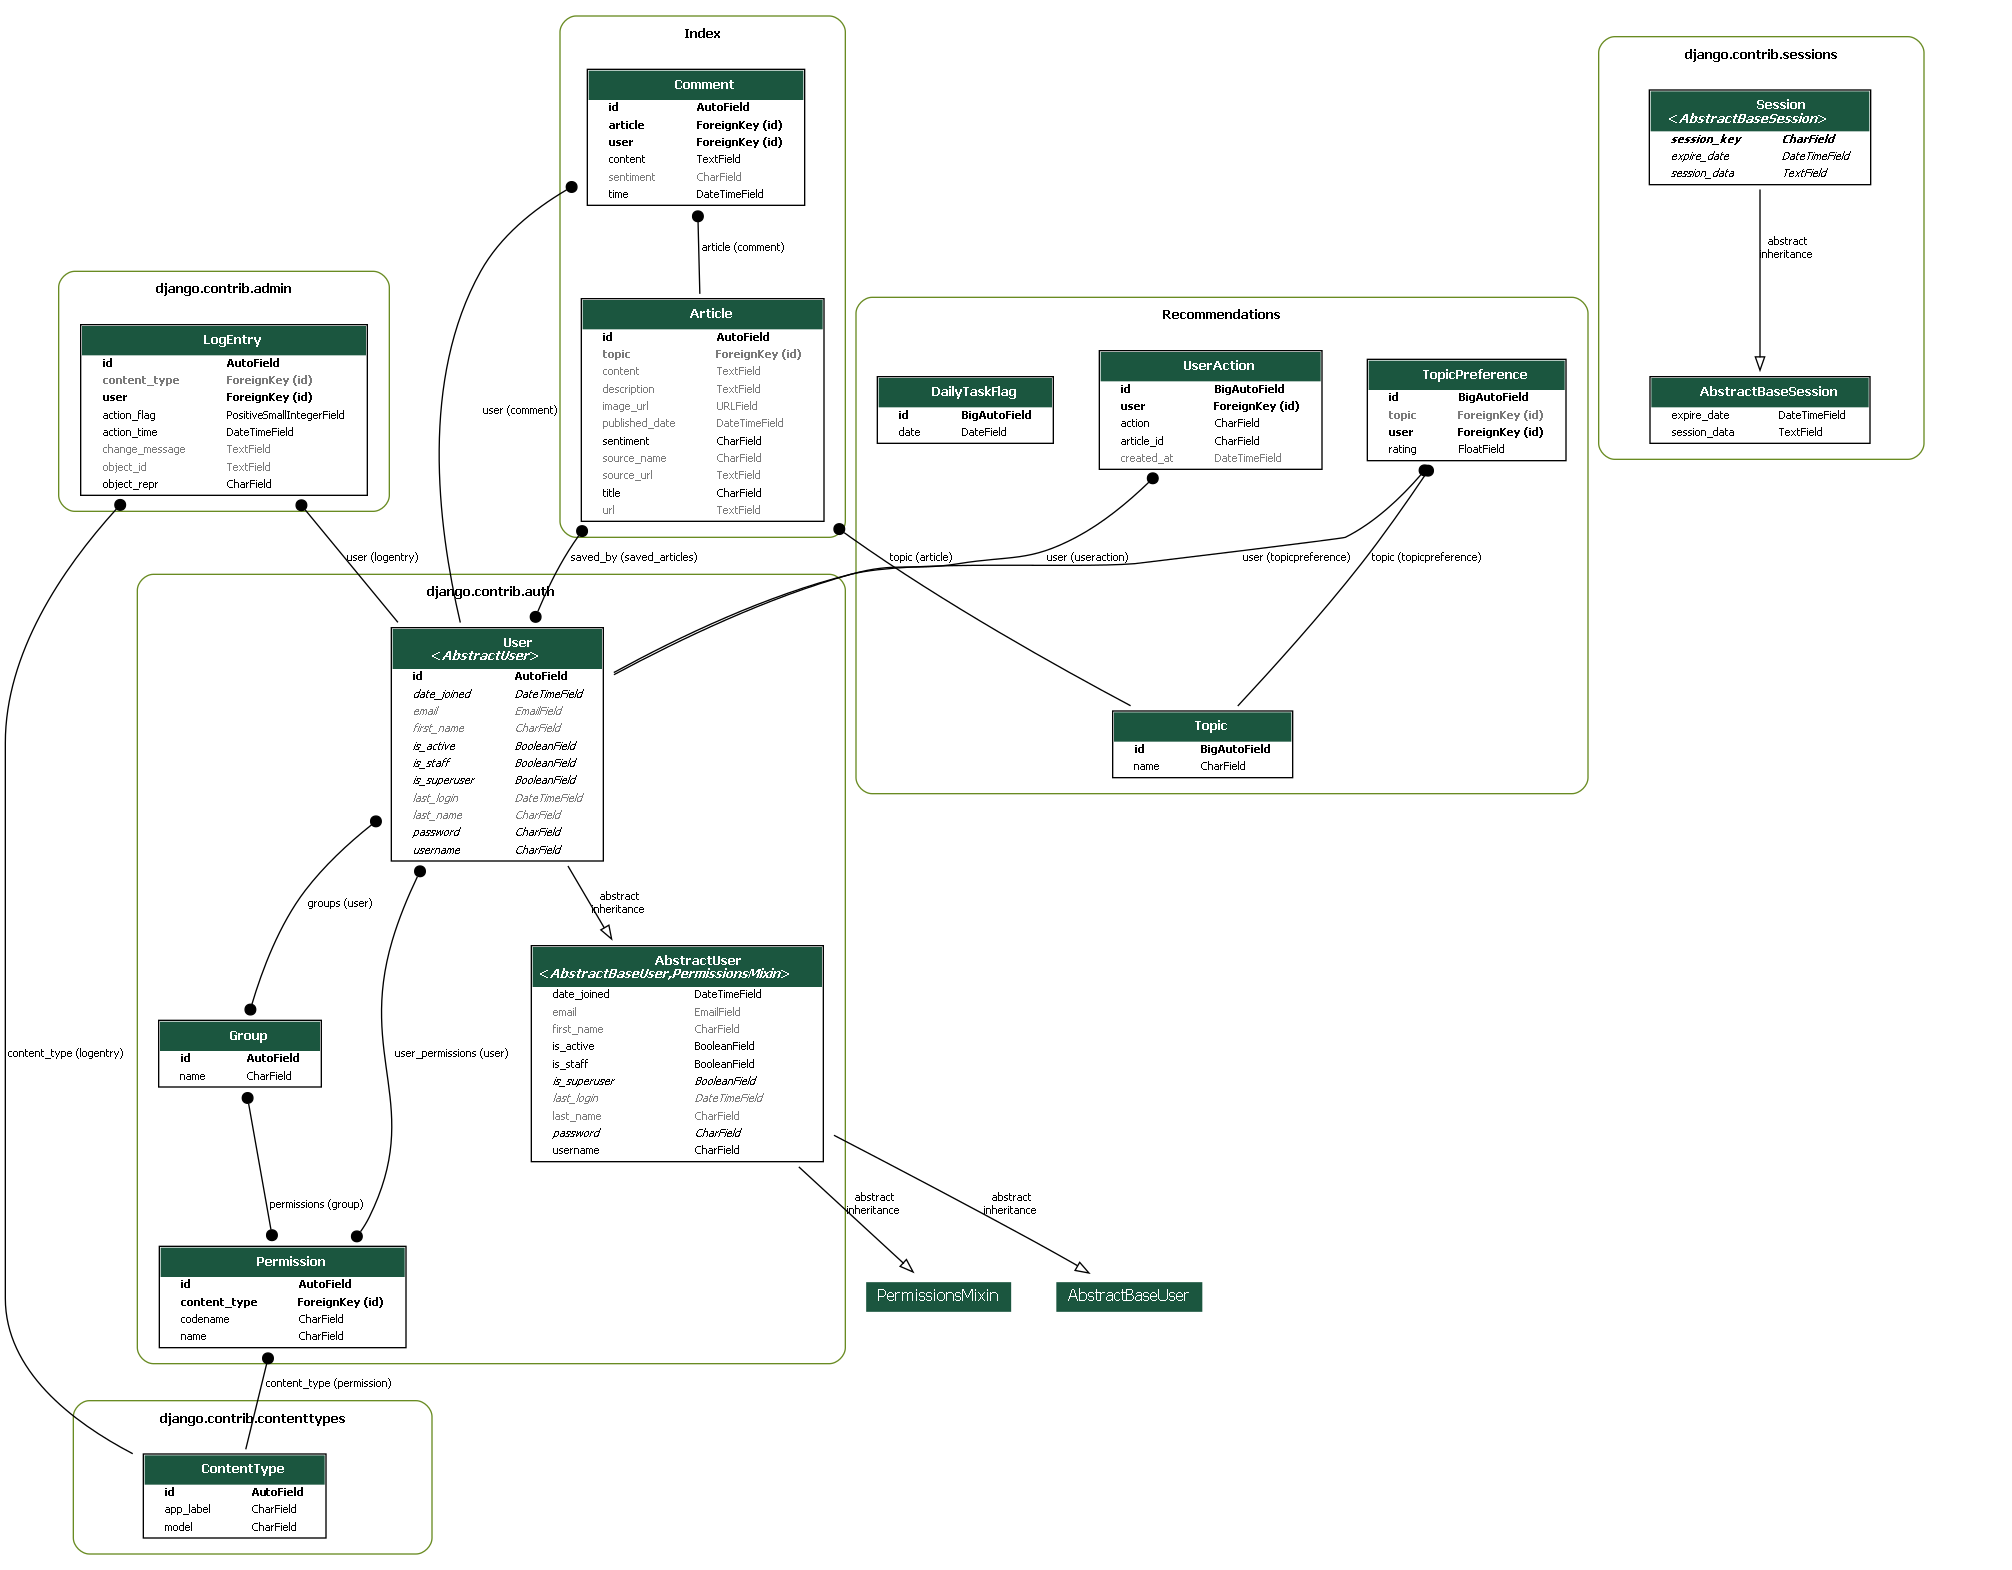 Index
Comment
id AutoField
article ForeignKey (id)
user ForeignKey (id)
content TextField
sentiment CharField
time DateTimeField
article (comment)
user (comment)
Article
id AutoField
topic ForeignKey (id)
content TextField
description TextField
image_url URLField
published_date DateTimeField
sentiment CharField
source_name CharField
source_url TextField
title CharField
url TextField
saved_by (saved_articles)
topic (article)
django.contrib.sessions
Session
<AbstractBaseSession>
session_key CharField
expire_date DateTimeField
session_data TextField
abstract
inheritance
AbstractBaseSession
expire_date DateTimeField
session_data TextField
django.contrib.admin
LogEntry
id AutoField
content_type ForeignKey (id)
user ForeignKey (id)
action_flag PositiveSmallIntegerField
action_time DateTimeField
change_message TextField
object_id TextField
object_repr CharField
user (logentry)
content_type (logentry)
Recommendations
DailyTaskFlag
id BigAutoField
date DateField
UserAction
id BigAutoField
user ForeignKey (id)
action CharField
article_id CharField
created_at DateTimeField
TopicPreference
id BigAutoField
topic ForeignKey (id)
user ForeignKey (id)
rating FloatField
user (useraction)
user (topicpreference)
topic (topicpreference)
Topic
id BigAutoField
name CharField
django.contrib.auth
User
<AbstractUser>
id AutoField
date_joined DateTimeField
email EmailField
first_name CharField
is_active BooleanField
is_staff BooleanField
is_superuser BooleanField
last_login DateTimeField
last_name CharField
password CharField
username CharField
groups (user)
user_permissions (user)
abstract
inheritance
AbstractUser
<AbstractBaseUser,PermissionsMixin>
date_joined DateTimeField
email EmailField
first_name CharField
is_active BooleanField
is_staff BooleanField
is_superuser BooleanField
last_login DateTimeField
last_name CharField
password CharField
username CharField
Group
id AutoField
name CharField
permissions (group)
Permission
id AutoField
content_type ForeignKey (id)
codename CharField
name CharField
abstract
inheritance
abstract
inheritance
PermissionsMixin
AbstractBaseUser
content_type (permission)
django.contrib.contenttypes
ContentType
id AutoField
app_label CharField
model CharField